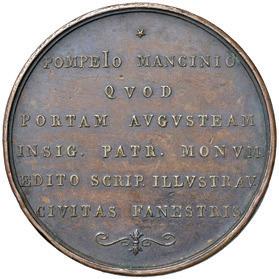 POMPEIO MANCINIO
QVOD
PORTAM AVGVSTEAM
INSIG. PATR. MONVM
EDITO SCRIP. ILLVSTRAV
CIVITAS FANESTRIS